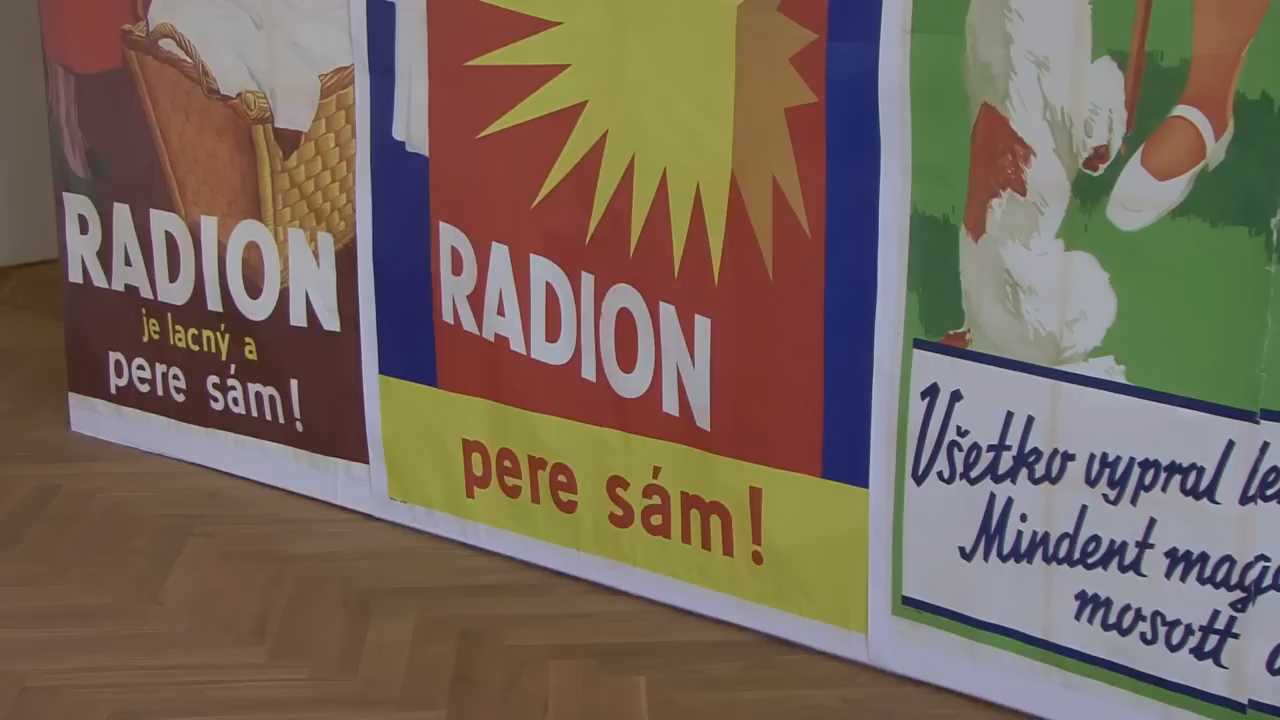 RADION
je lacný a
pere sám!
RADION
pere sám!
Všetko vypral
Mindent
mosott